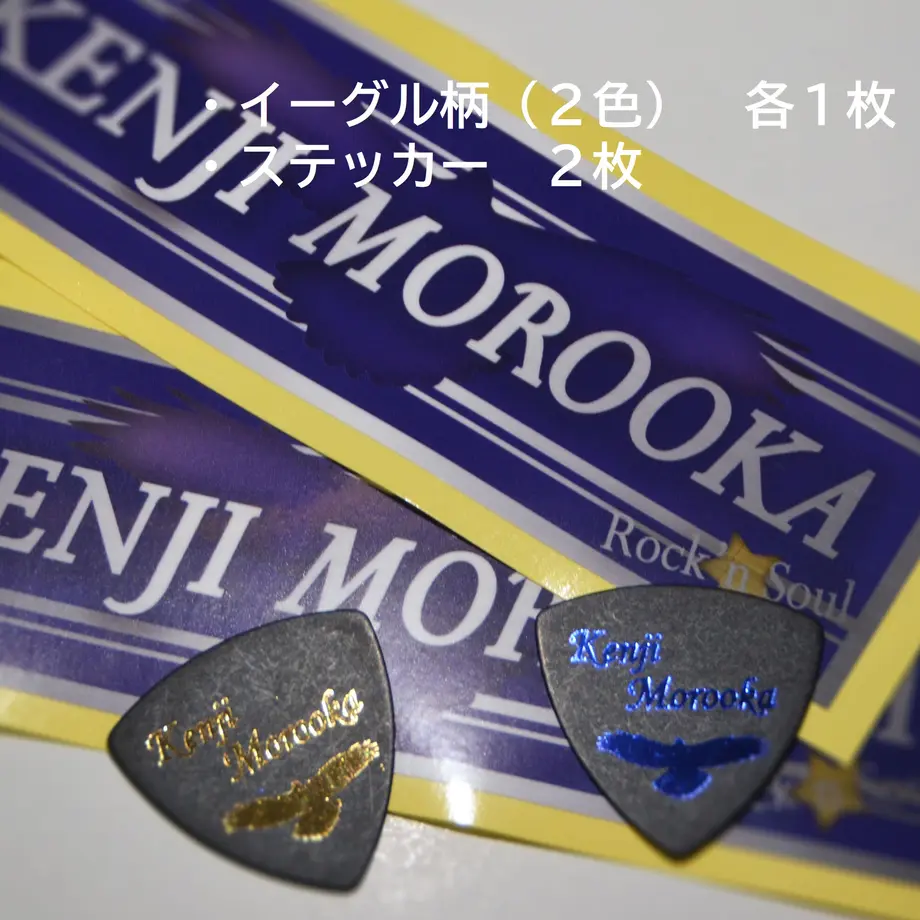 ・イーグル柄（２色）　各１枚
・ステッカー　２枚
KENJI MOROOKA
Rock'n Soul
ENJI MOR
Kenji
Morooka
Kenji
Morooka